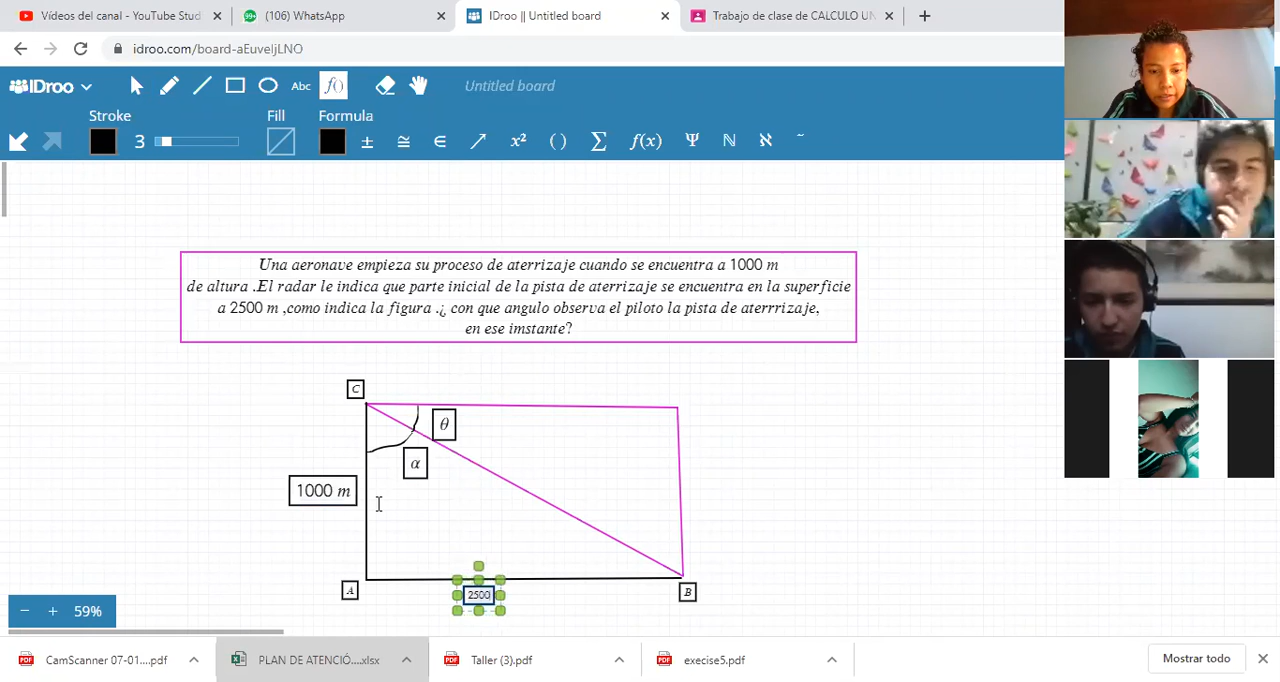 Vídeos del canal - YouTube Stud
(106) WhatsApp
99+
IDroo || Untitled board
Trabajo de clase de CALCULO UN
idroo.com/board-aEuveljLNO
IDroo
Abc
f()
Untitled board
Stroke
Fill
Formula
3
± ≅ ∈ x² ( ) ∑ f(x) Ψ ℕ ℵ ~
Una aeronave empieza su proceso de aterrizaje cuando se encuentra a 1000 m
de altura .El radar le indica que parte inicial de la pista de aterrizaje se encuentra en la superficie
a 2500 m ,como indica la figura .¿ con que angulo observa el piloto la pista de aterrrizaje,
en ese imstante?
C
θ
α
1000 m
A
2500
B
− + 59%
CamScanner 07-01....pdf
PLAN DE ATENCIÓ....xlsx
Taller (3).pdf
execise5.pdf
Mostrar todo